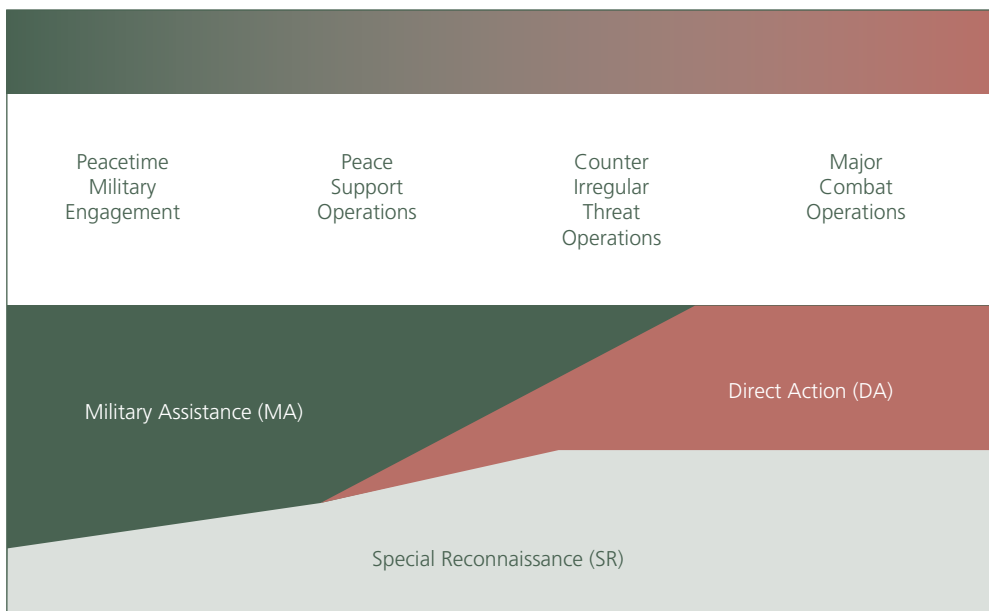 Peacetime
Military
Engagement
Peace
Support
Operations
Counter
Irregular
Threat
Operations
Major
Combat
Operations
Military Assistance (MA)
Direct Action (DA)
Special Reconnaissance (SR)